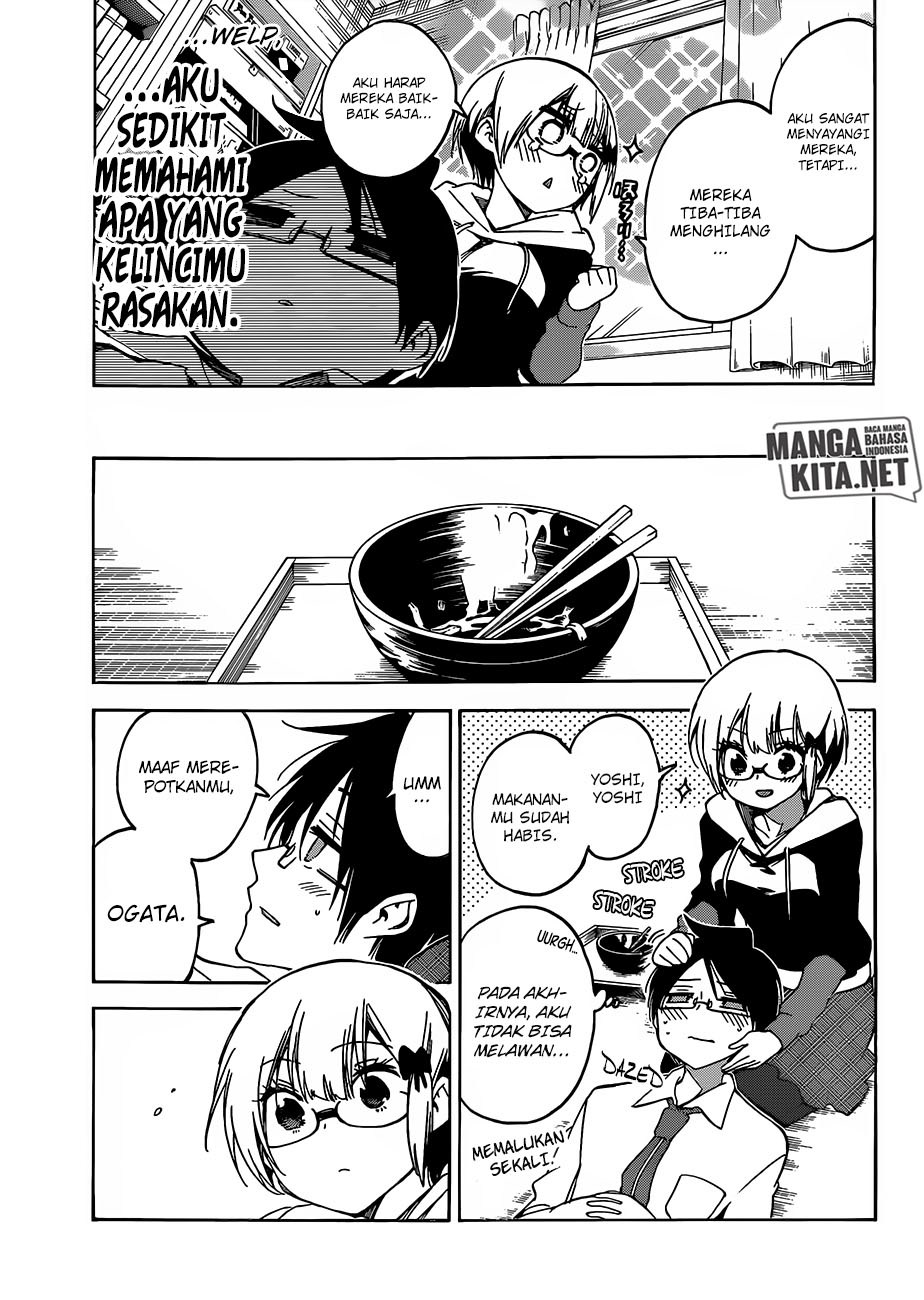 AKU SANGAT
MENYAYANGI
MEREKA,
TETAPI...
MEREKA
TIBA-TIBA
MENGHILANG
...
AKU HARAP
MEREKA BAIK-
BAIK SAJA...
...WELP,
...AKU
SEDIKIT
MEMAHAMI
APA YANG
KELINCIMU
RASAKAN.
MANGA
KITA.NET
BACA MANGA
BAHASA
INDONESIA
YOSHI,
YOSHI
MAKANAN-
MU SUDAH
HABIS.
STROKE
STROKE
UURGH...
PADA AKH-
IRNYA, AKU
TIDAK BISA
MELAWAN...
DAZED
MEMALUKAN
SEKALI!
UMM
...
MAAF MERE-
POTKANMU,
OGATA.